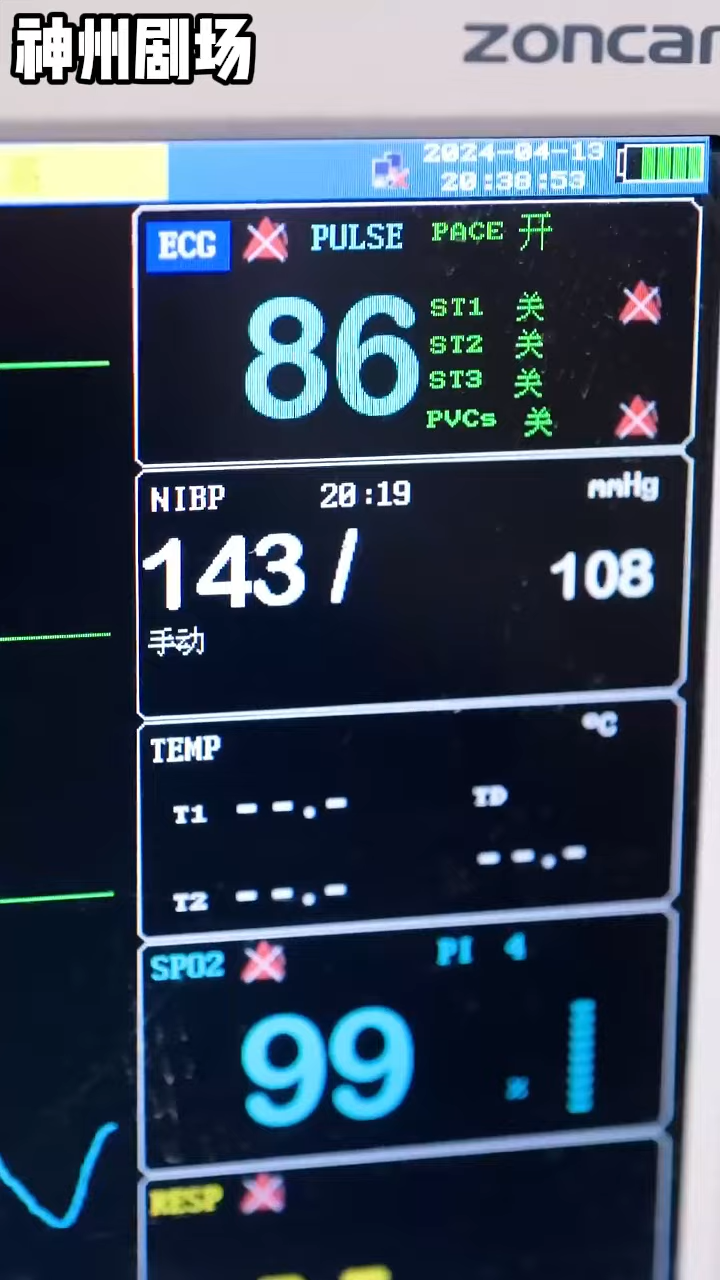 神州剧场
zoncar
2024-04-13
20:38:53
ECG PULSE PACE 开
86
ST1 关
ST2 关
ST3 关
PVCs 关
NIBP 20:19 mmHg
143/ 108
手动
TEMP °C
T1 --.-
TD --.-
T2 --.-
SPO2 PI 4
99 %
RESP